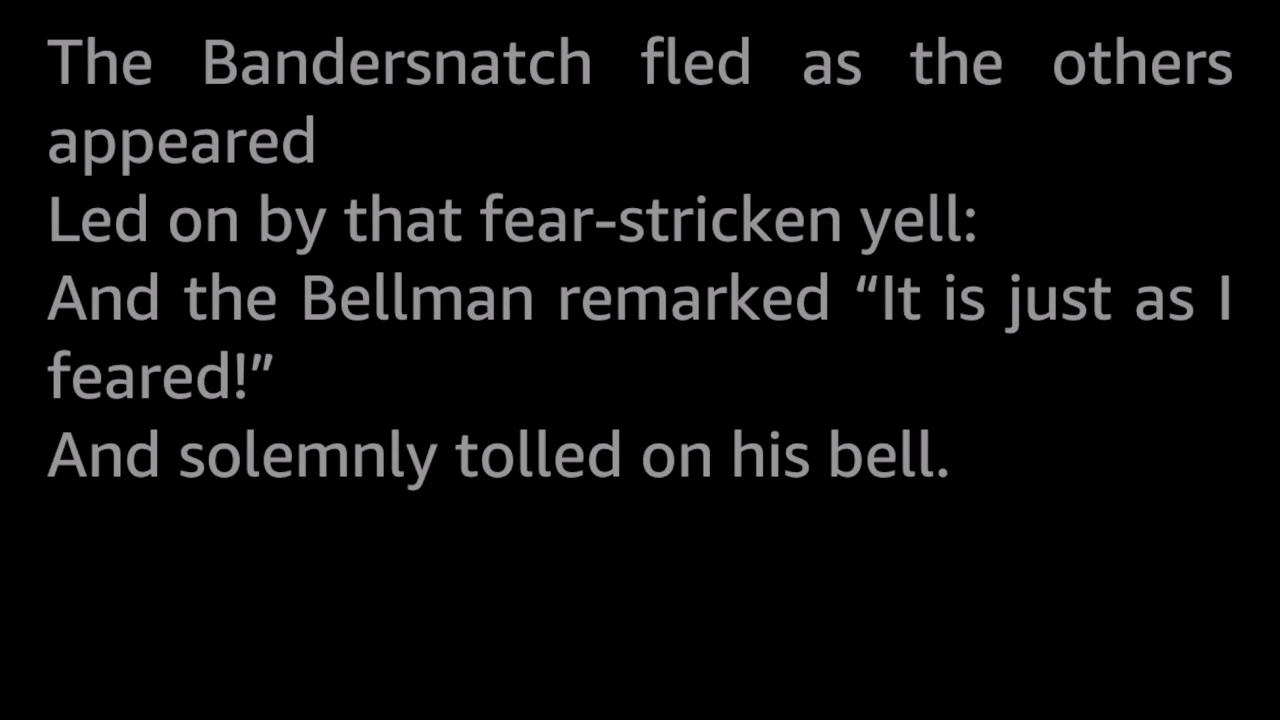 The Bandersnatch fled as the others
appeared
Led on by that fear-stricken yell:
And the Bellman remarked “It is just as I
feared!”
And solemnly tolled on his bell.